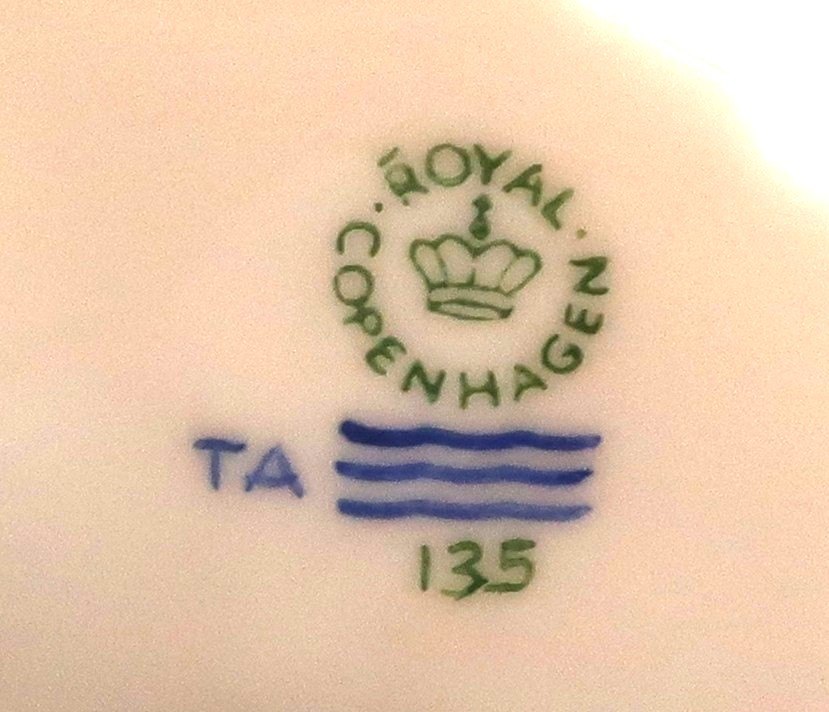 ROYAL
COPENHAGEN
TA
135